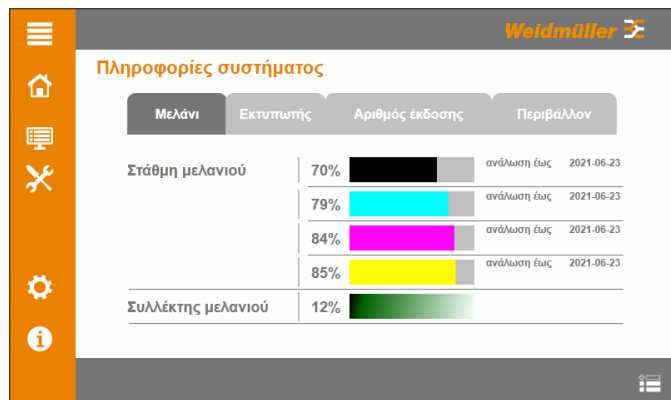 Weidmüller
Πληροφορίες συστήματος
Μελάνι Εκτυπωτής Αριθμός έκδοσης Περιβάλλον
Στάθμη μελανιού 70% ανάλωση έως 2021-06-23
79% ανάλωση έως 2021-06-23
84% ανάλωση έως 2021-06-23
85% ανάλωση έως 2021-06-23
Συλλέκτης μελανιού 12%